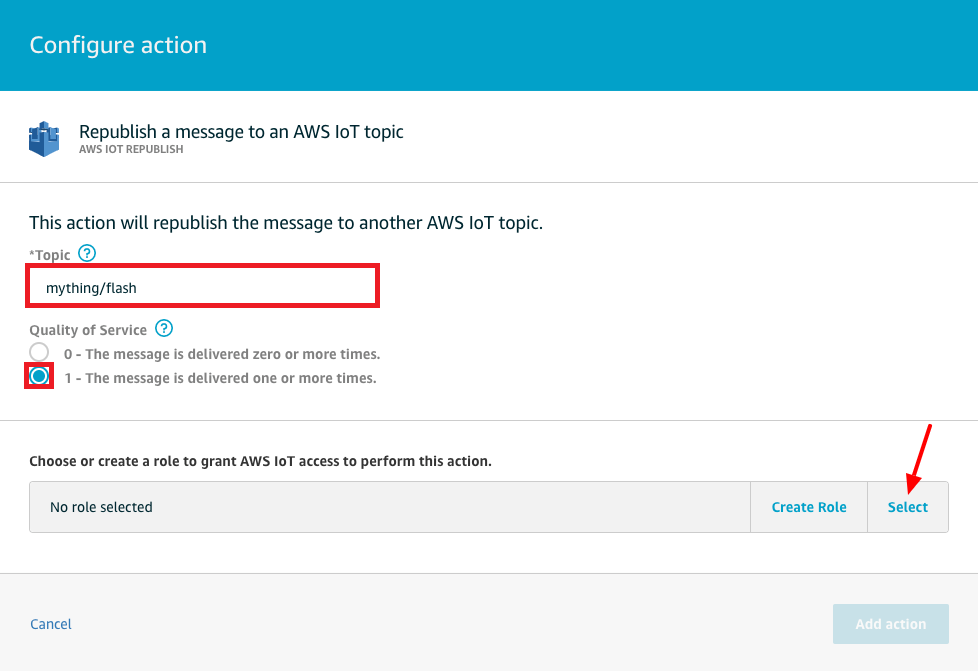 Configure action
Republish a message to an AWS IoT topic
AWS IOT REPUBLISH
This action will republish the message to another AWS IoT topic.
*Topic ?
mything/flash
Quality of Service ?
0 - The message is delivered zero or more times.
1 - The message is delivered one or more times.
Choose or create a role to grant AWS IoT access to perform this action.
No role selected Create Role Select
Cancel Add action